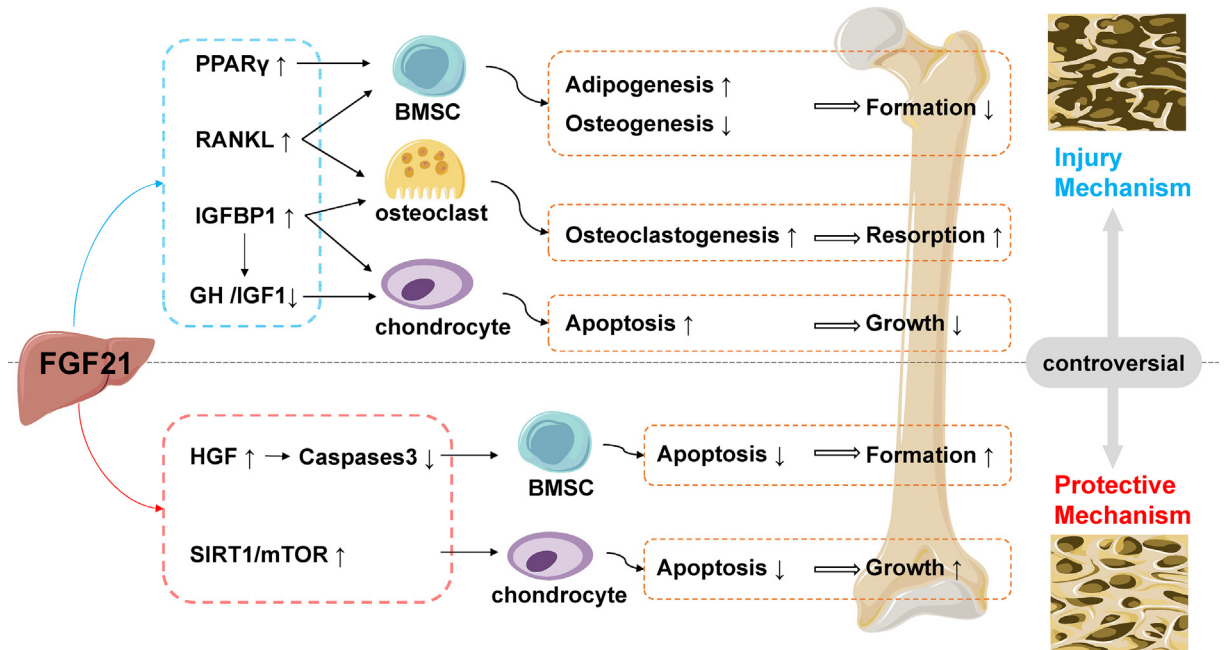 PPARγ ↑
BMSC
Adipogenesis ↑
Osteogenesis ↓
Formation ↓
RANKL ↑
osteoclast
IGFBP1 ↑
Osteoclastogenesis ↑
Resorption ↑
GH /IGF1↓
chondrocyte
Apoptosis ↑
Growth ↓
Injury
Mechanism
FGF21
controversial
HGF ↑ → Caspases3 ↓
BMSC
Apoptosis ↓
Formation ↑
SIRT1/mTOR ↑
chondrocyte
Apoptosis ↓
Growth ↑
Protective
Mechanism